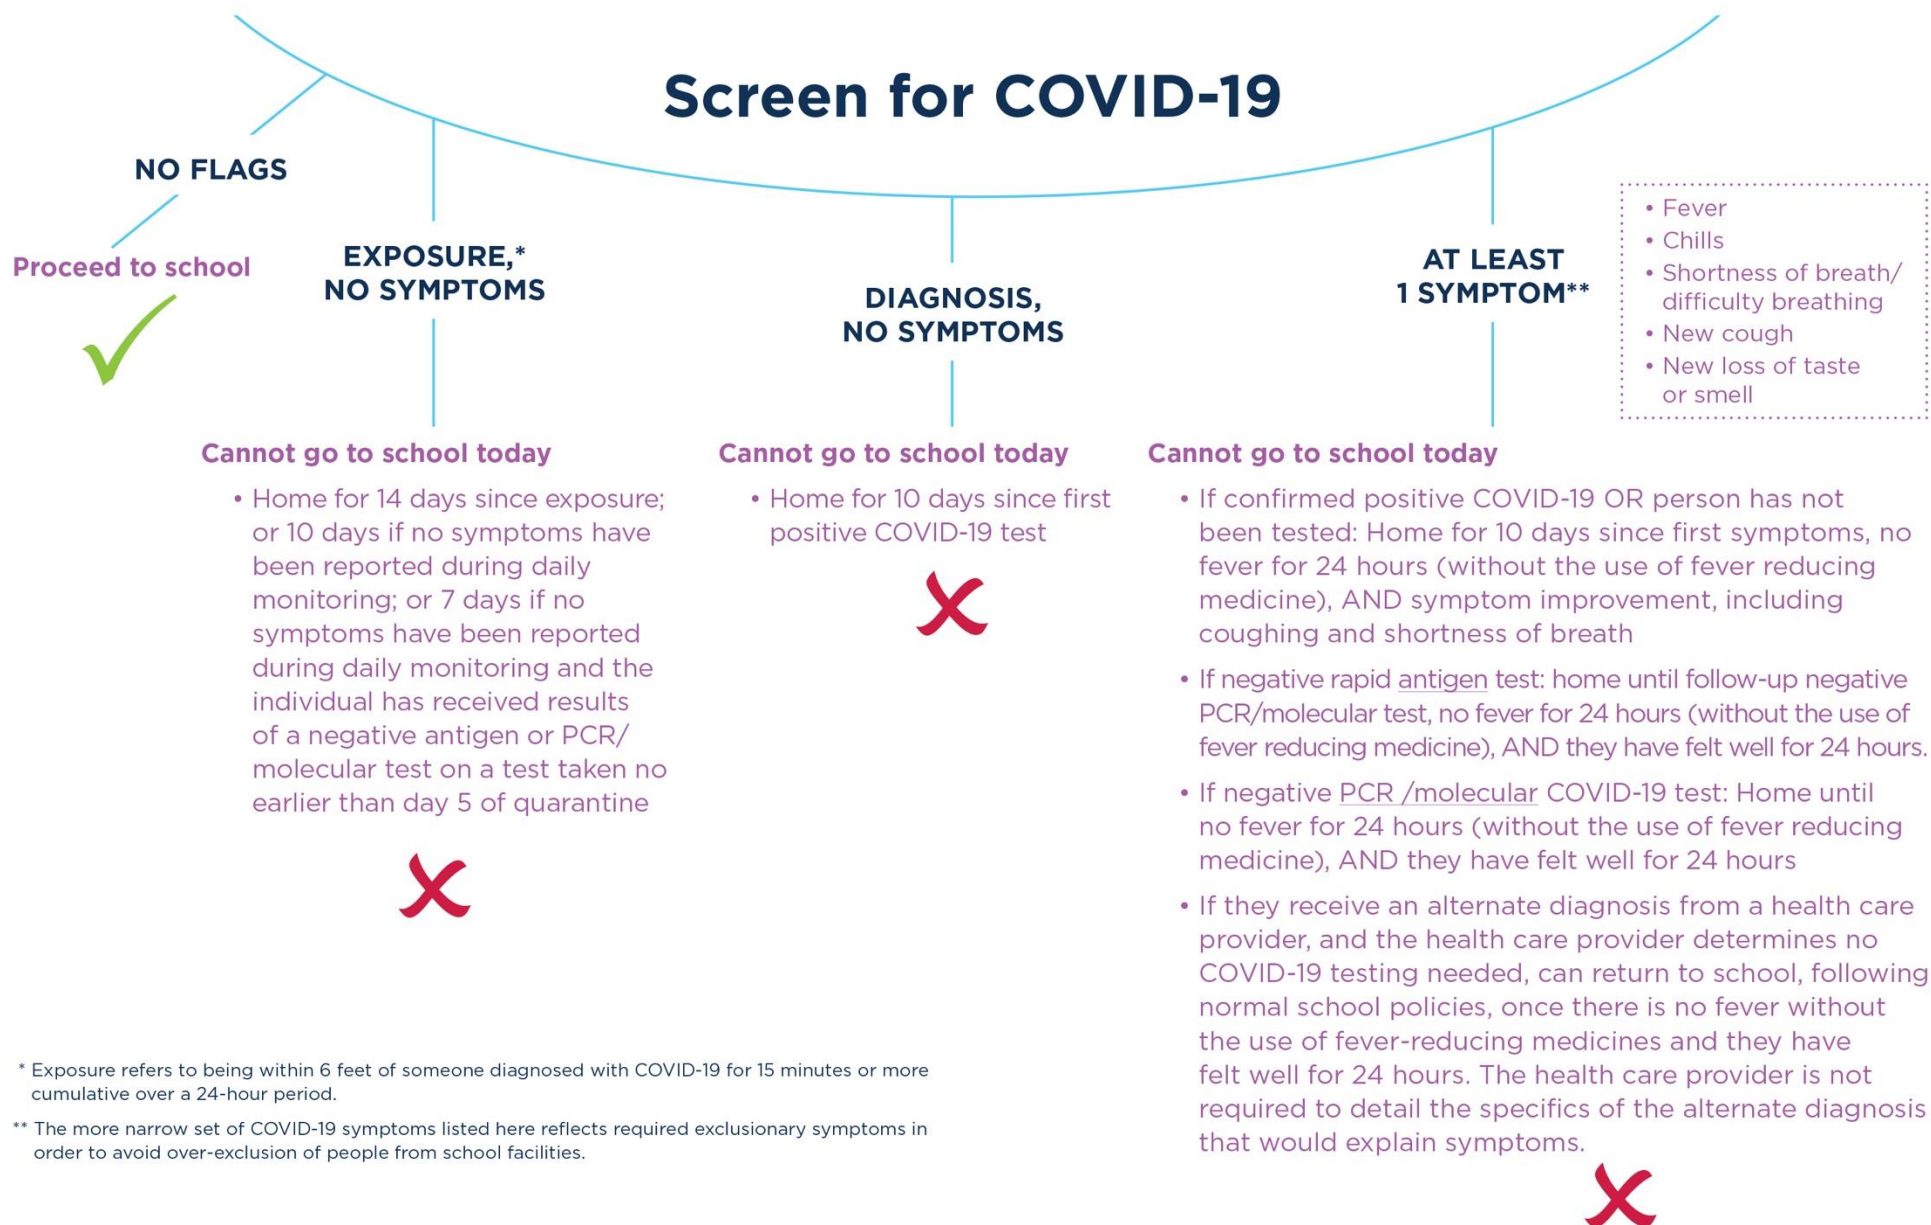 Screen for COVID-19
NO FLAGS
Proceed to school
EXPOSURE,*
NO SYMPTOMS
Cannot go to school today
• Home for 14 days since exposure;
or 10 days if no symptoms have
been reported during daily
monitoring; or 7 days if no
symptoms have been reported
during daily monitoring and the
individual has received results
of a negative antigen or PCR/
molecular test on a test taken no
earlier than day 5 of quarantine
DIAGNOSIS,
NO SYMPTOMS
Cannot go to school today
• Home for 10 days since first
positive COVID-19 test
AT LEAST
1 SYMPTOM**
• Fever
• Chills
• Shortness of breath/
difficulty breathing
• New cough
• New loss of taste
or smell
Cannot go to school today
• If confirmed positive COVID-19 OR person has not
been tested: Home for 10 days since first symptoms, no
fever for 24 hours (without the use of fever reducing
medicine), AND symptom improvement, including
coughing and shortness of breath
• If negative rapid antigen test: home until follow-up negative
PCR/molecular test, no fever for 24 hours (without the use of
fever reducing medicine), AND they have felt well for 24 hours.
• If negative PCR /molecular COVID-19 test: Home until
no fever for 24 hours (without the use of fever reducing
medicine), AND they have felt well for 24 hours
• If they receive an alternate diagnosis from a health care
provider, and the health care provider determines no
COVID-19 testing needed, can return to school, following
normal school policies, once there is no fever without
the use of fever-reducing medicines and they have
felt well for 24 hours. The health care provider is not
required to detail the specifics of the alternate diagnosis
that would explain symptoms.
* Exposure refers to being within 6 feet of someone diagnosed with COVID-19 for 15 minutes or more
cumulative over a 24-hour period.
** The more narrow set of COVID-19 symptoms listed here reflects required exclusionary symptoms in
order to avoid over-exclusion of people from school facilities.